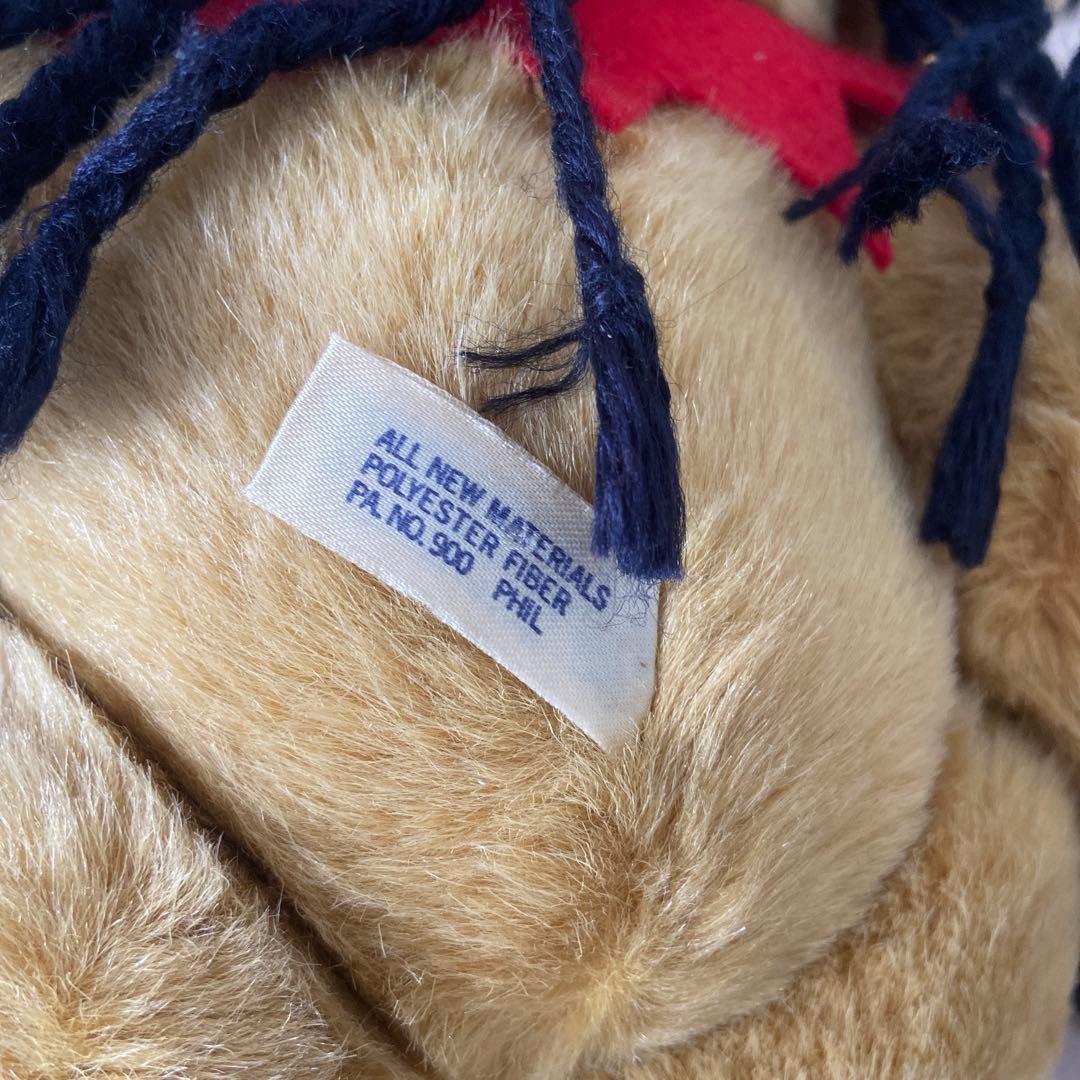 ALL NEW MATERIALS
POLYESTER FIBER
PA. NO. 900 PHIL